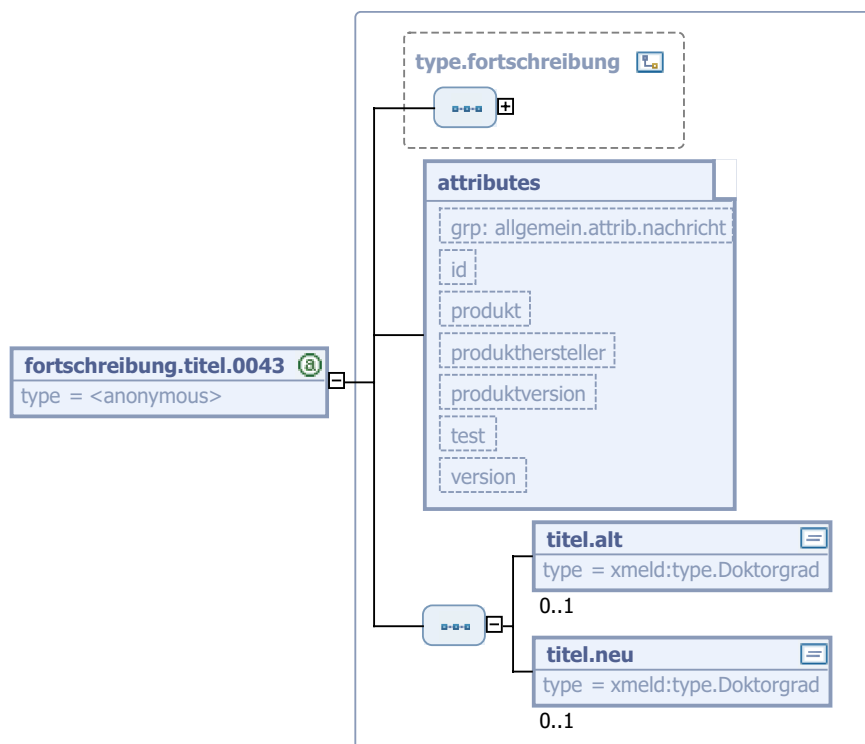 type.fortschreibung
attributes
grp: allgemein.attrib.nachricht
id
produkt
produkthersteller
produktversion
test
version
fortschreibung.titel.0043 @
type = <anonymous>
titel.alt
type = xmeld:type.Doktorgrad
0..1
titel.neu
type = xmeld:type.Doktorgrad
0..1